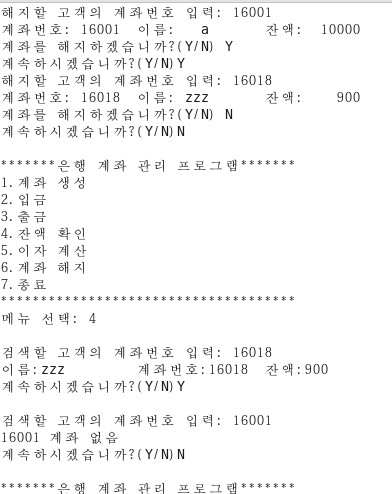 해지할 고객의 계좌번호 입력: 16001
계좌번호: 16001 이름: a 잔액: 10000
계좌를 해지하겠습니까?(Y/N) Y
계속하시겠습니까?(Y/N)Y
해지할 고객의 계좌번호 입력: 16018
계좌번호: 16018 이름: zzz 잔액: 900
계좌를 해지하겠습니까?(Y/N) N
계속하시겠습니까?(Y/N)N
*******은행 계좌 관리 프로그램*******
1.계좌 생성
2.입금
3.출금
4.잔액 확인
5.이자 계산
6.계좌 해지
7.종료
*************************************
메뉴 선택: 4
검색할 고객의 계좌번호 입력: 16018
이름:zzz 계좌번호:16018 잔액:900
계속하시겠습니까?(Y/N)Y
검색할 고객의 계좌번호 입력: 16001
16001 계좌 없음
계속하시겠습니까?(Y/N)N
*******은행 계좌 관리 프로그램*******